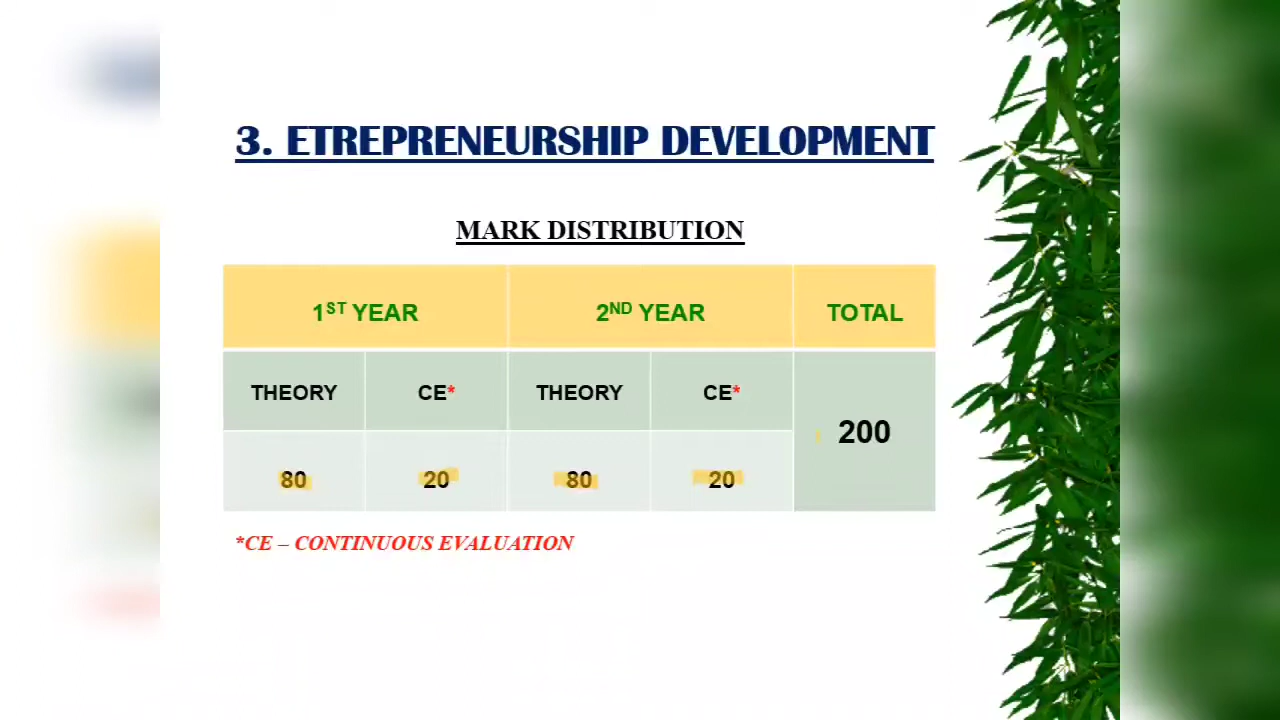 3. ETREPRENEURSHIP DEVELOPMENT
MARK DISTRIBUTION
1ST YEAR 2ND YEAR TOTAL
THEORY CE* THEORY CE*
200
80 20 80 20
*CE – CONTINUOUS EVALUATION